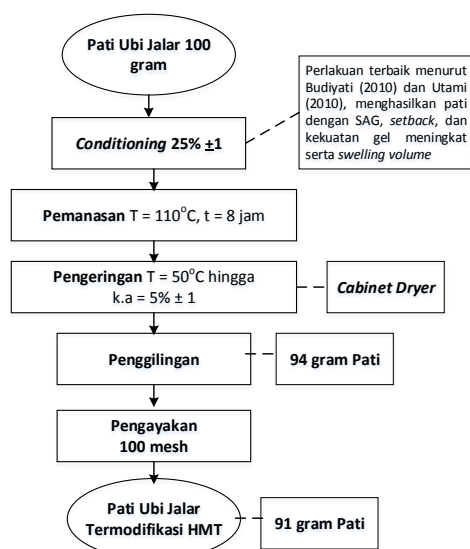 Pati Ubi Jalar 100
gram
Perlakuan terbaik menurut
Budiyati (2010) dan Utami
(2010), menghasilkan pati
dengan SAG, setback, dan
kekuatan gel meningkat
serta swelling volume
Conditioning 25% ±1
Pemanasan T = 110°C, t = 8 jam
Pengeringan T = 50°C hingga
k.a = 5% ± 1
Cabinet Dryer
Penggilingan
94 gram Pati
Pengayakan
100 mesh
Pati Ubi Jalar
Termodifikasi HMT
91 gram Pati